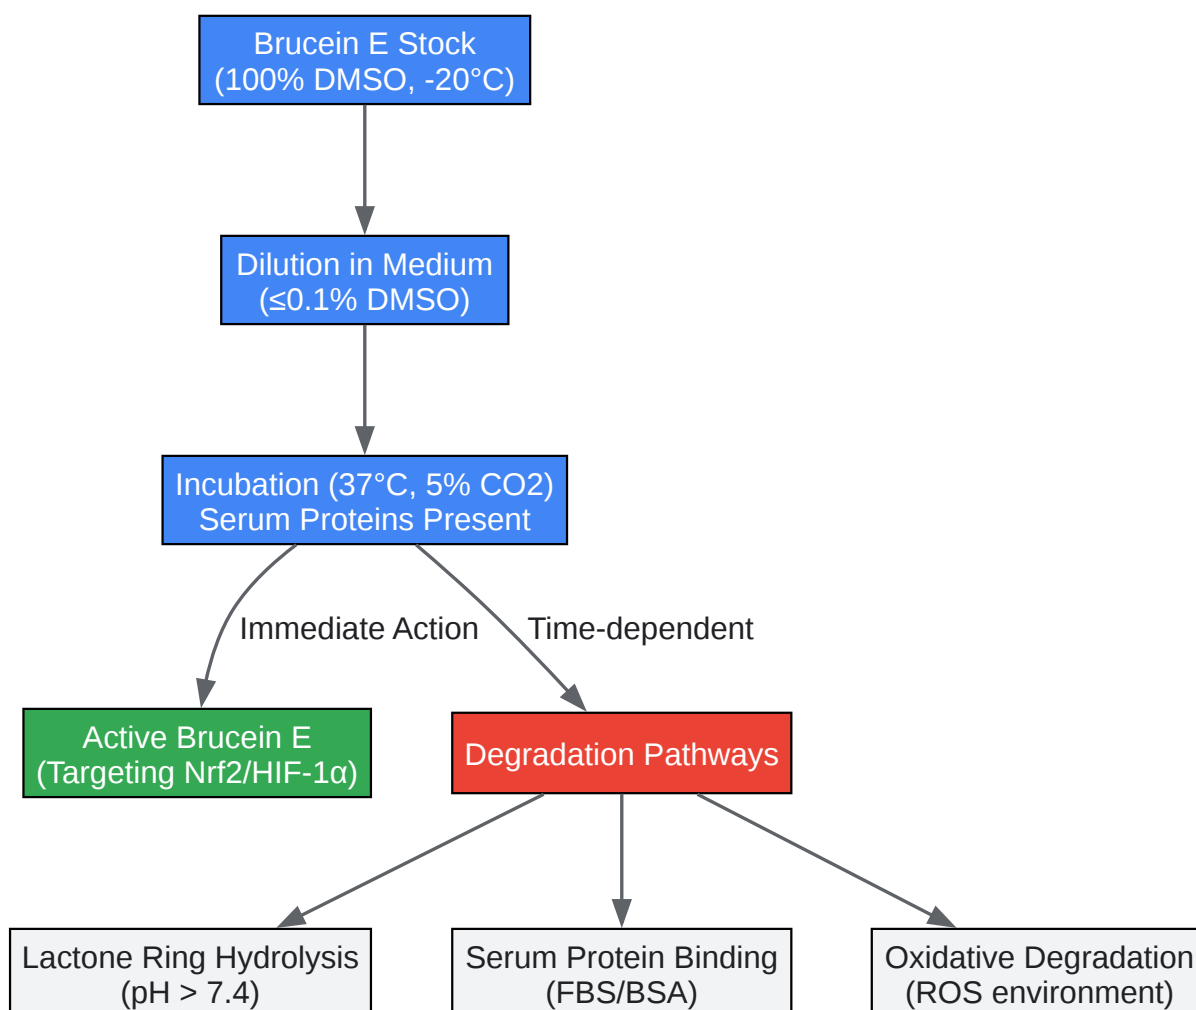 Brucein E Stock
(100% DMSO, -20°C)
Dilution in Medium
(≤0.1% DMSO)
Incubation (37°C, 5% CO2)
Serum Proteins Present
Immediate Action
Time-dependent
Active Brucein E
(Targeting Nrf2/HIF-1α)
Degradation Pathways
Lactone Ring Hydrolysis
(pH > 7.4)
Serum Protein Binding
(FBS/BSA)
Oxidative Degradation
(ROS environment)